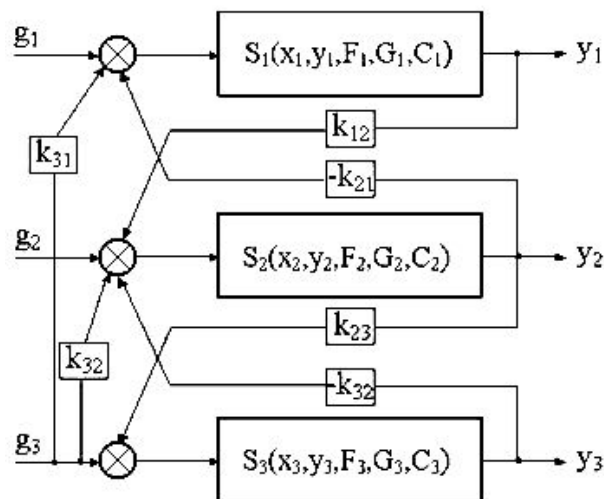 g₁ S₁(x₁,y₁,F₁,G₁,C₁) y₁
k₁₂
k₃₁
-k₂₁
g₂ S₂(x₂,y₂,F₂,G₂,C₂) y₂
k₂₃
k₃₂
-k₃₂
g₃ S₃(x₃,y₃,F₃,G₃,C₃) y₃